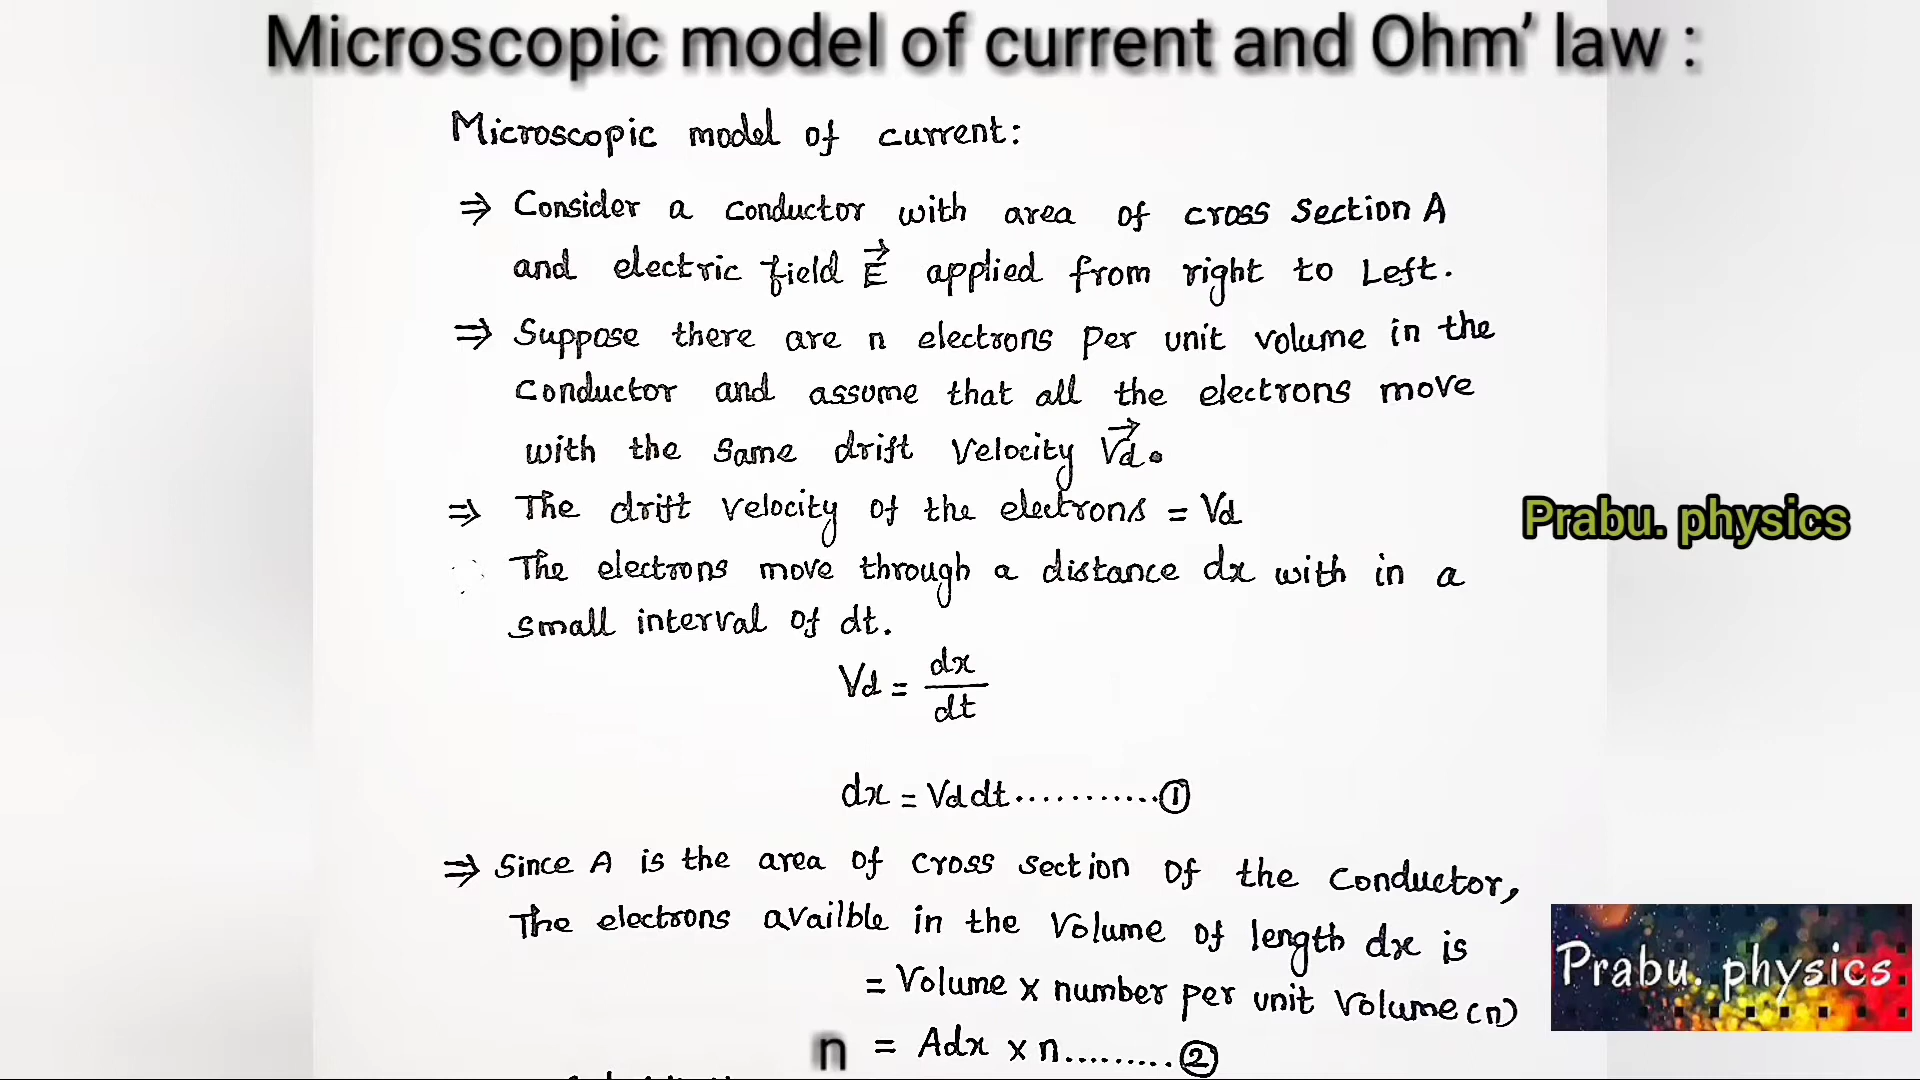 Microscopic model of current and Ohm’ law :
Microscopic model of current:
⇒ Consider a conductor with area of cross section A
and electric field E⃗ applied from right to Left.
⇒ Suppose there are n electrons per unit volume in the
conductor and assume that all the electrons move
with the same drift velocity V⃗d.
⇒ The drift velocity of the electrons = Vd
Prabu. physics
The electrons move through a distance dx with in a
small interval of dt.
Vd = dx/dt
dx = Vd dt...........①
⇒ Since A is the area of cross section of the conductor,
The electrons availble in the volume of length dx is
Prabu. physics
= Volume x number per unit volume (n)
n = Adx x n.........②